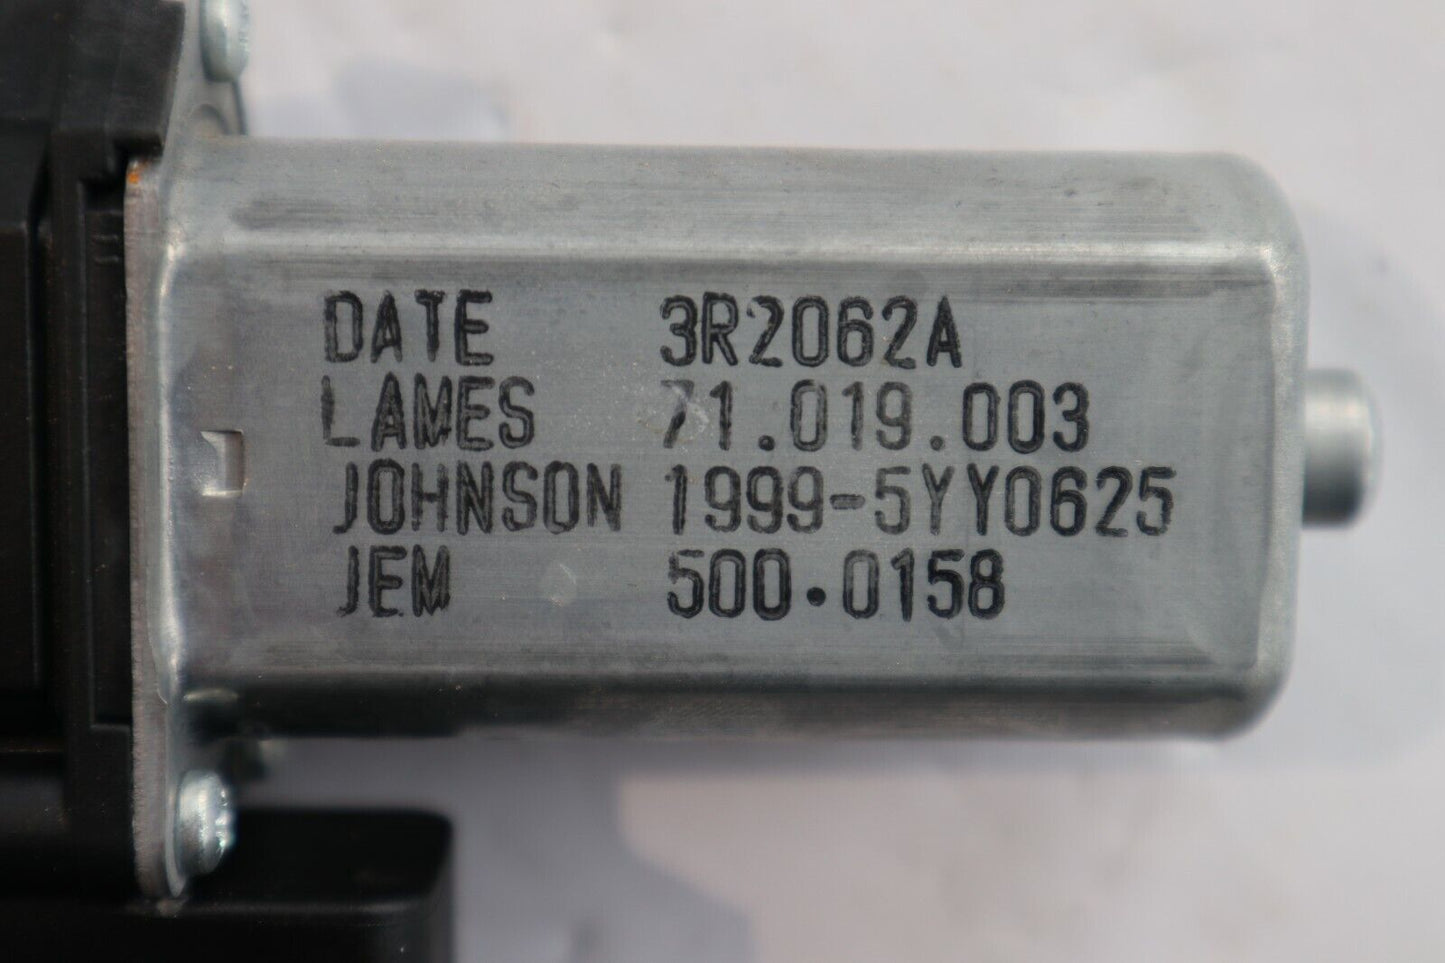 DATE 3R2062A
LAMES 71.019.003
JOHNSON 1999-5YY0625
JEM 500.0158